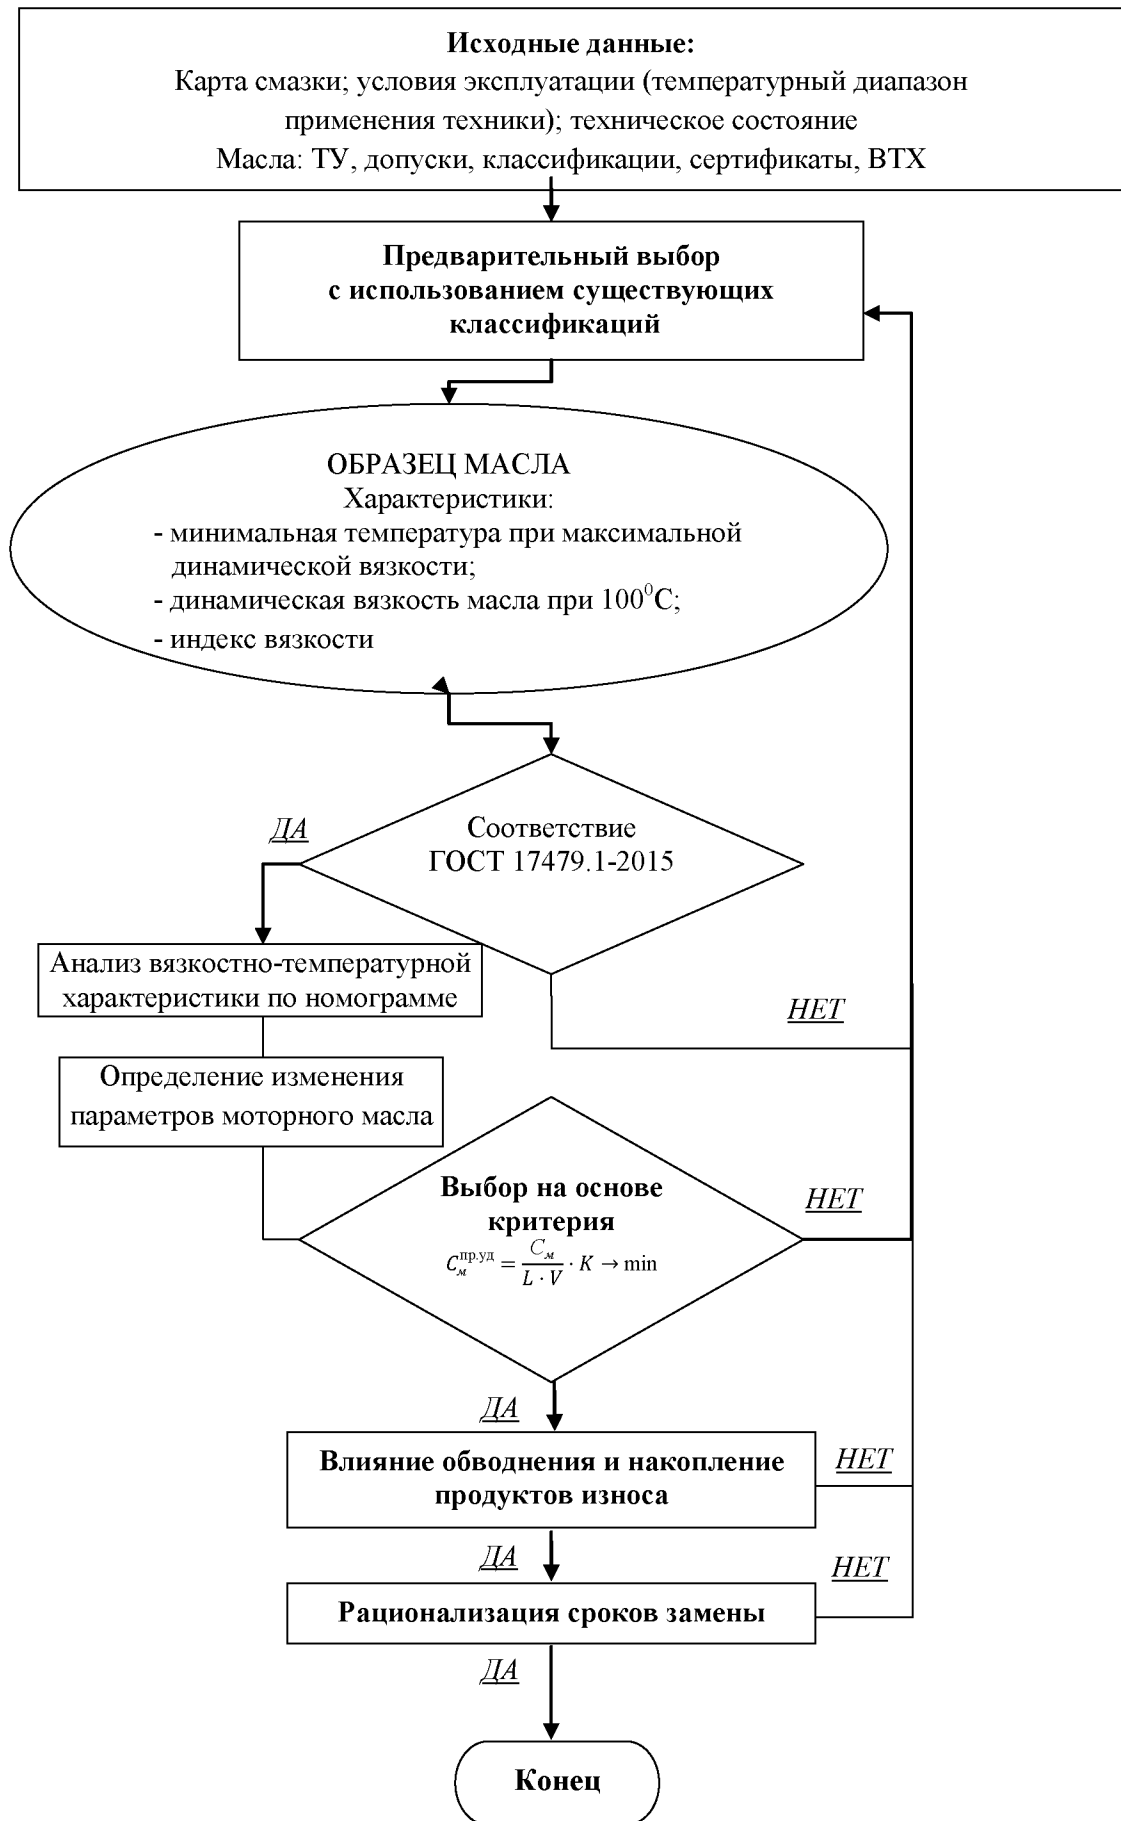 Исходные данные:
Карта смазки; условия эксплуатации (температурный диапазон
применения техники); техническое состояние
Масла: ТУ, допуски, классификации, сертификаты, ВТХ
Предварительный выбор
с использованием существующих
классификаций
ОБРАЗЕЦ МАСЛА
Характеристики:
- минимальная температура при максимальной
динамической вязкости;
- динамическая вязкость масла при 100⁰С;
- индекс вязкости
ДА
Соответствие
ГОСТ 17479.1-2015
Анализ вязкостно-температурной
характеристики по номограмме
НЕТ
Определение изменения
параметров моторного масла
Выбор на основе
критерия
НЕТ
C_м^пр.уд = C_м / (L · V) · K → min
ДА
Влияние обводнения и накопление
продуктов износа
НЕТ
ДА
НЕТ
Рационализация сроков замены
ДА
Конец